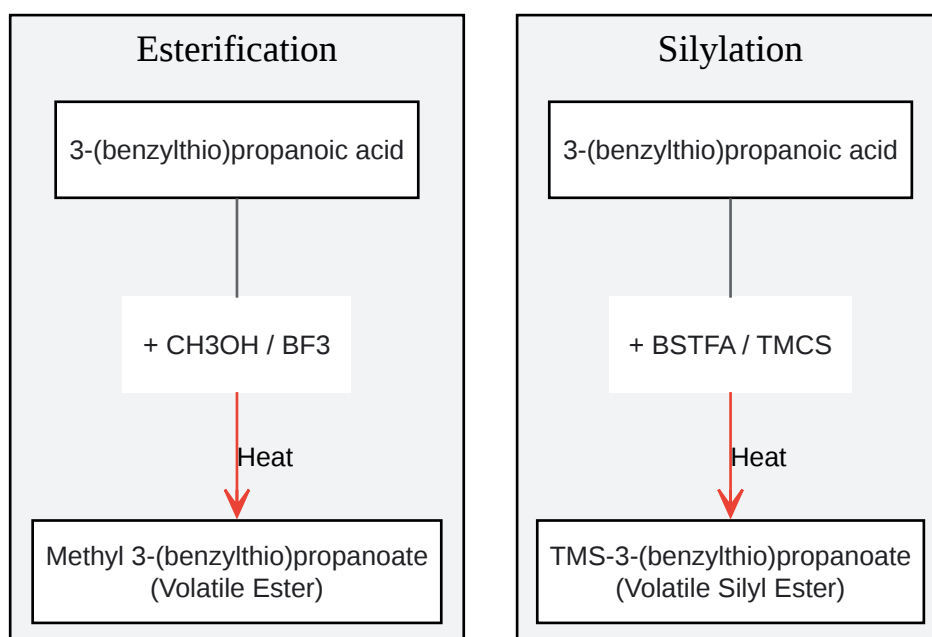 Esterification
3-(benzylthio)propanoic acid
+ CH3OH / BF3
Heat
Methyl 3-(benzylthio)propanoate
(Volatile Ester)
Silylation
3-(benzylthio)propanoic acid
+ BSTFA / TMCS
Heat
TMS-3-(benzylthio)propanoate
(Volatile Silyl Ester)